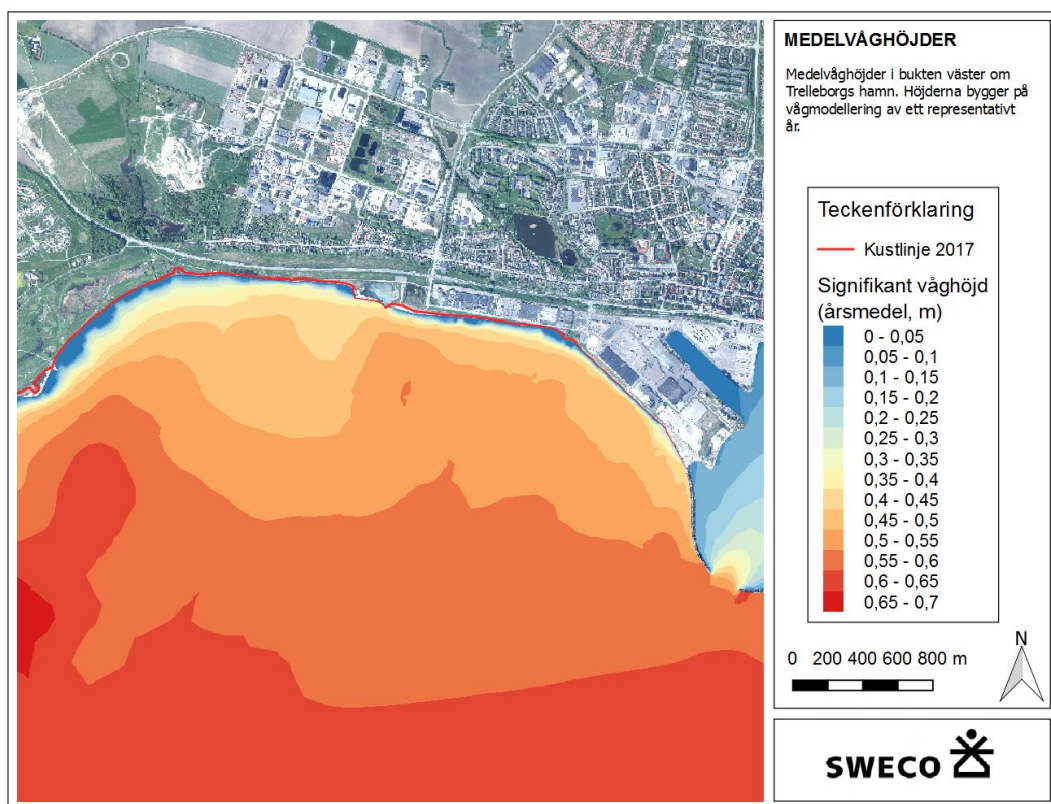 MEDELVÅGHÖJDER
Medelvåghöjder i bukten väster om
Trelleborgs hamn. Höjderna bygger på
vågmodellering av ett representativt
år.
Teckenförklaring
Kustlinje 2017
Signifikant våghöjd
(årsmedel, m)
0 - 0,05
0,05 - 0,1
0,1 - 0,15
0,15 - 0,2
0,2 - 0,25
0,25 - 0,3
0,3 - 0,35
0,35 - 0,4
0,4 - 0,45
0,45 - 0,5
0,5 - 0,55
0,55 - 0,6
0,6 - 0,65
0,65 - 0,7
N
0 200 400 600 800 m
SWECO